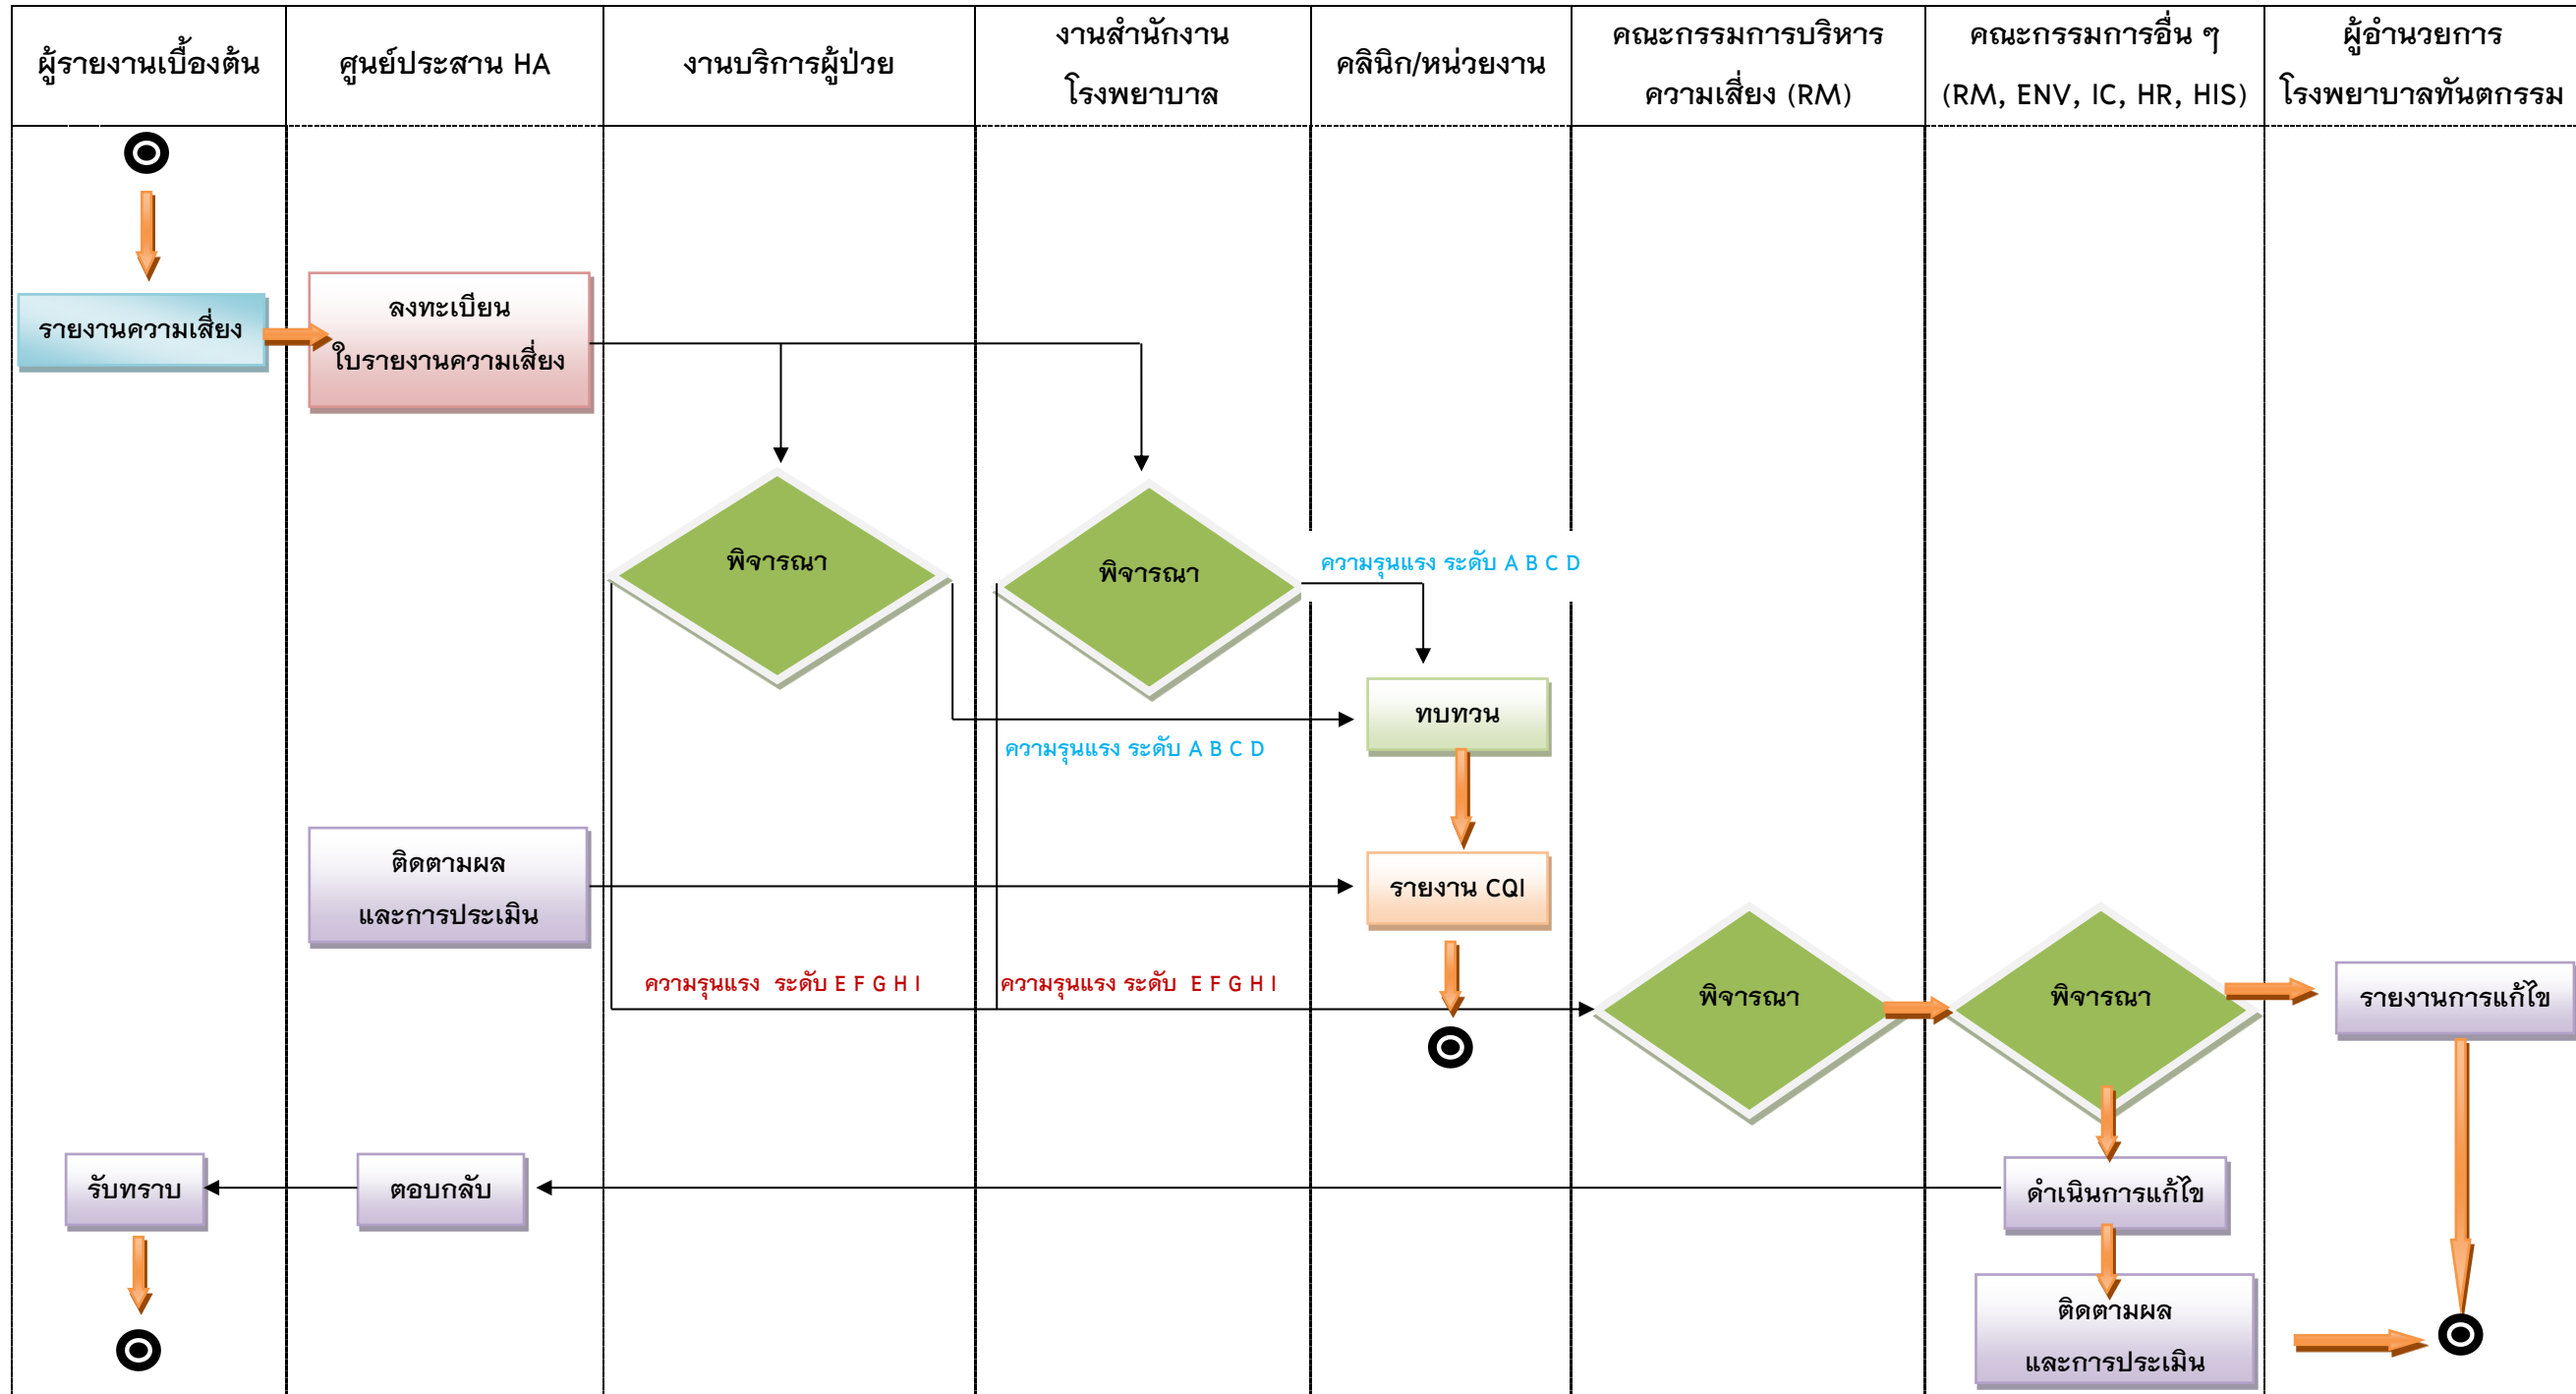 ผู้รายงานเบื้องต้น
ศูนย์ประสาน HA
งานบริการผู้ป่วย
งานสำนักงาน
โรงพยาบาล
คลินิก/หน่วยงาน
คณะกรรมการบริหาร
ความเสี่ยง (RM)
คณะกรรมการอื่น ๆ
(RM, ENV, IC, HR, HIS)
ผู้อำนวยการ
โรงพยาบาลทันตกรรม
รายงานความเสี่ยง
ลงทะเบียน
ใบรายงานความเสี่ยง
พิจารณา
พิจารณา
ความรุนแรง ระดับ A B C D
ทบทวน
ความรุนแรง ระดับ A B C D
ติดตามผล
และการประเมิน
รายงาน CQI
ความรุนแรง ระดับ E F G H I
ความรุนแรง ระดับ E F G H I
พิจารณา
พิจารณา
รายงานการแก้ไข
รับทราบ
ตอบกลับ
ดำเนินการแก้ไข
ติดตามผล
และการประเมิน